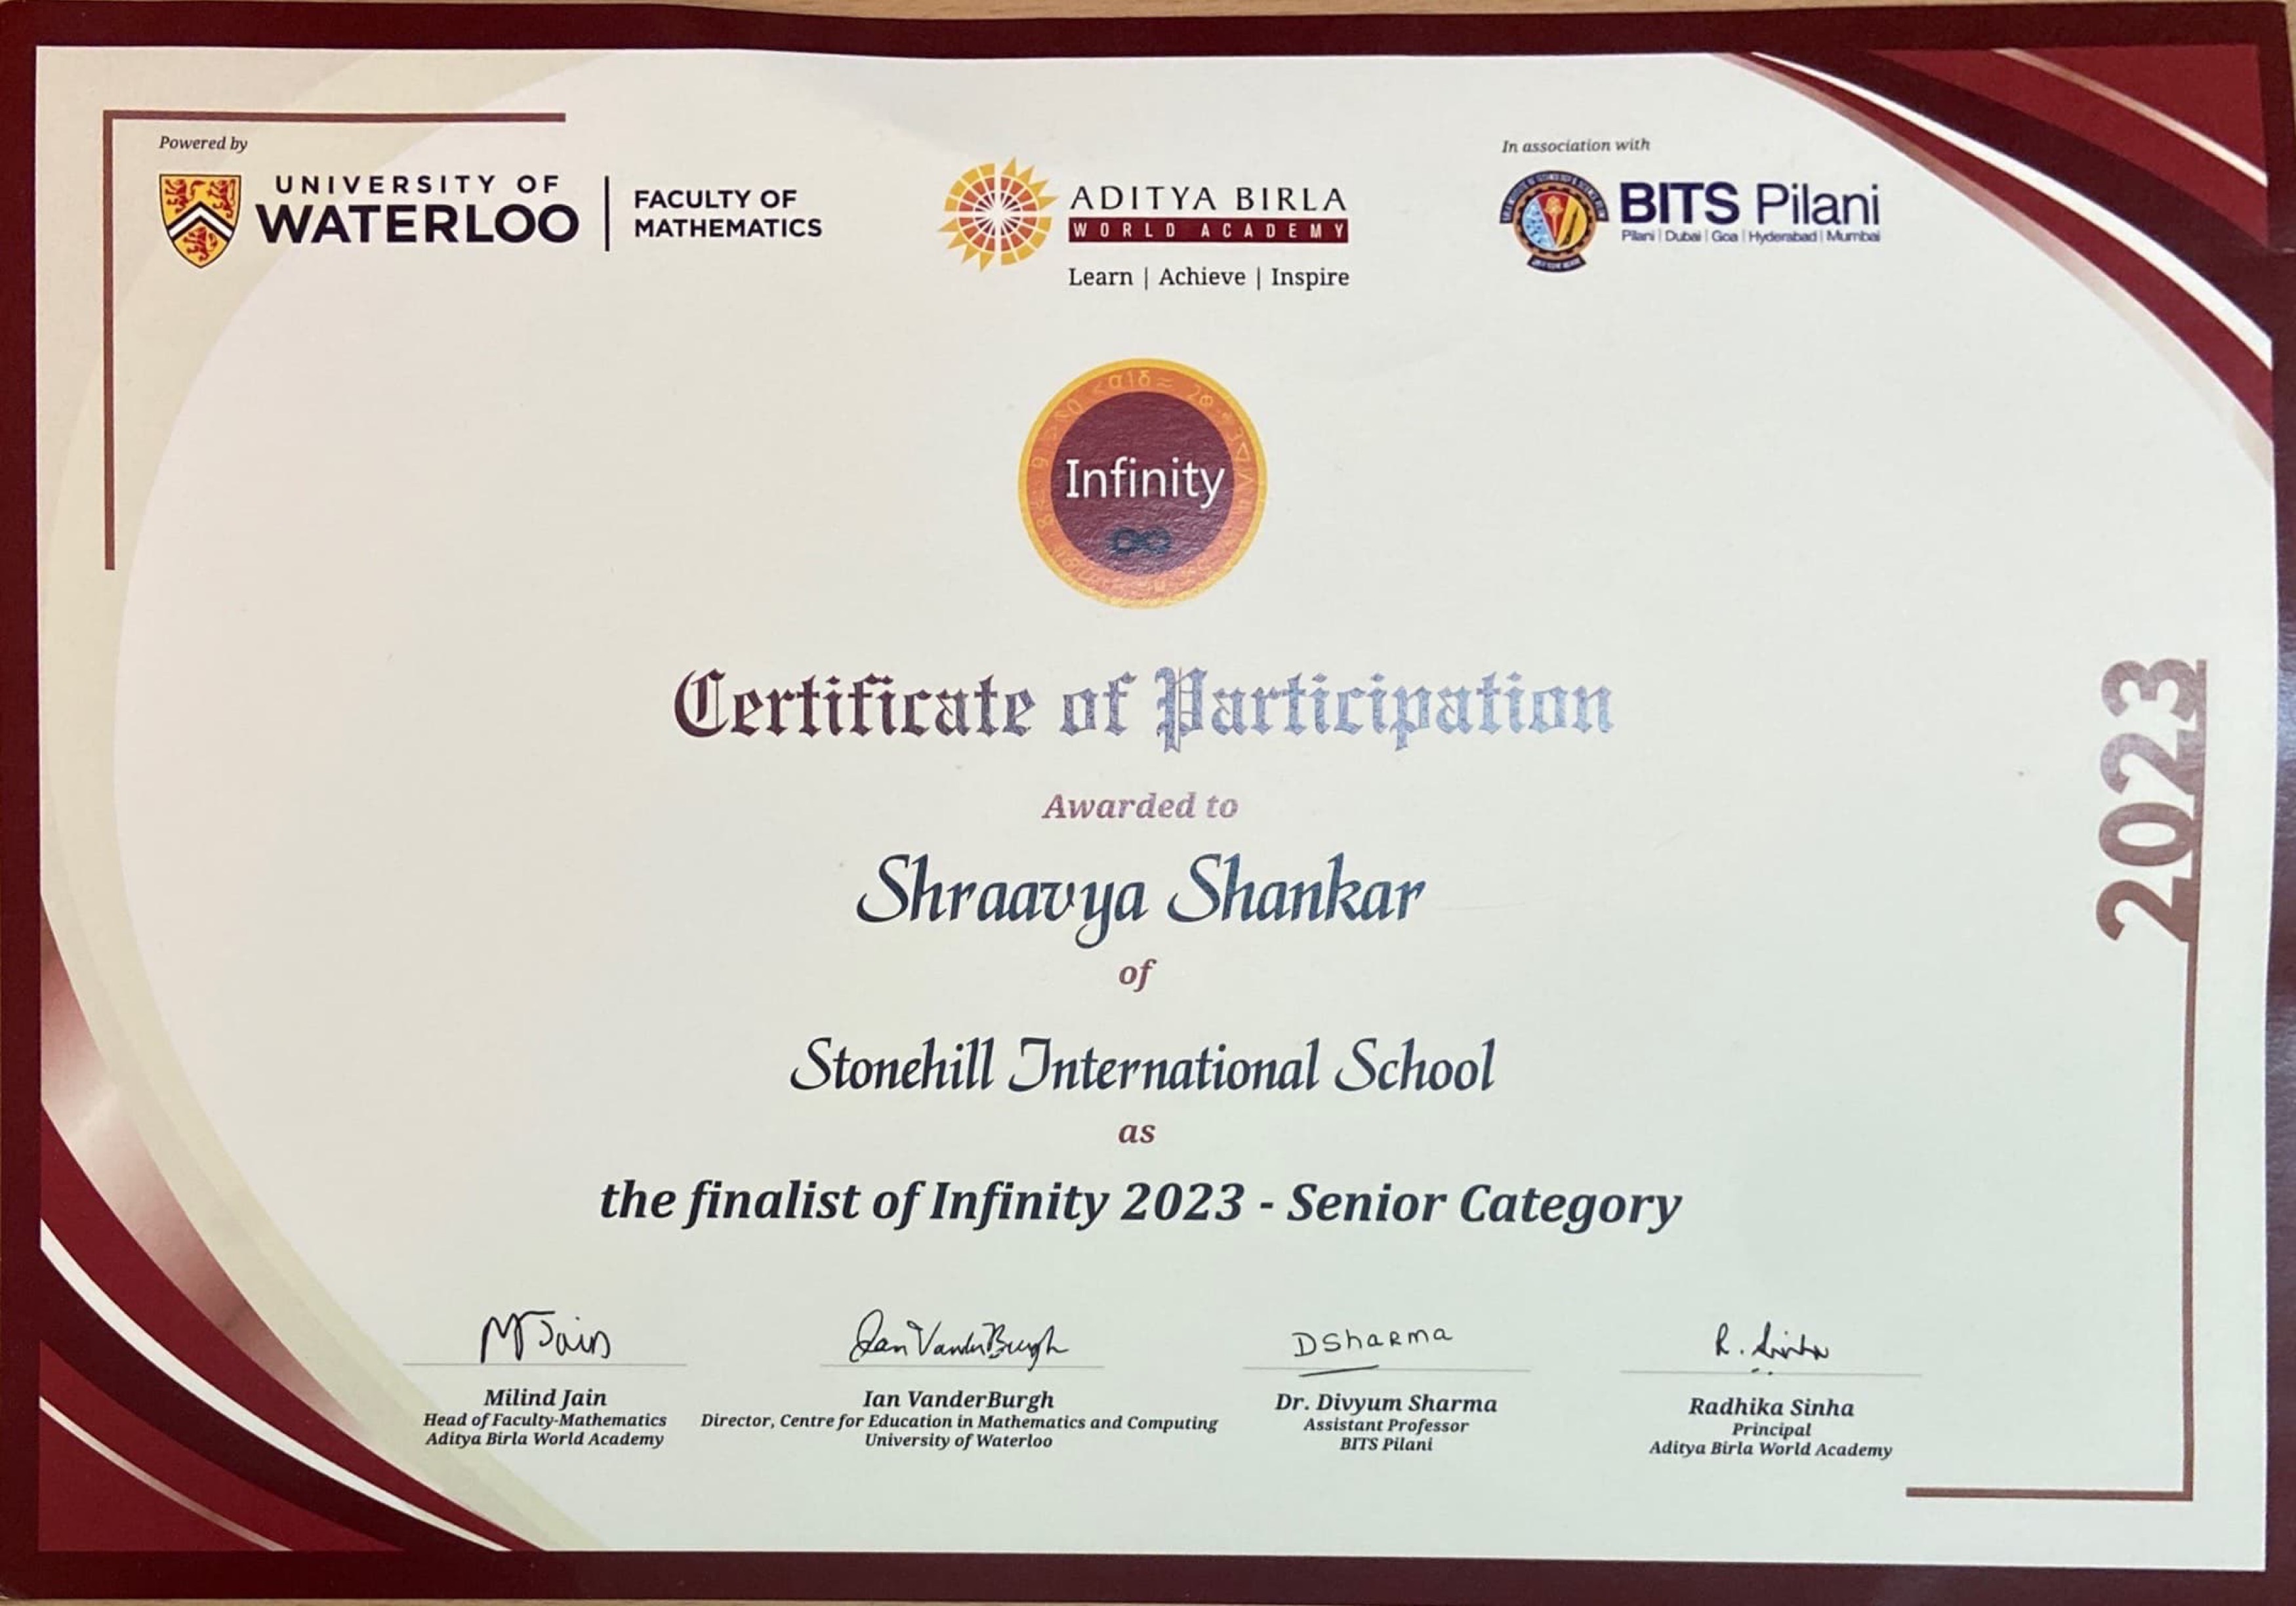 Powered by
UNIVERSITY OF
WATERLOO
FACULTY OF
MATHEMATICS
ADITYA BIRLA
WORLD ACADEMY
Learn | Achieve | Inspire
In association with
BITS Pilani
Pilani | Dubai | Goa | Hyderabad | Mumbai
Infinity
Certificate of Participation
Awarded to
Shraavya Shankar
of
Stonehill International School
as
the finalist of Infinity 2023 - Senior Category
2023
M Jain
Ian VanderBurgh
DSharma
R. Sinha
Milind Jain
Head of Faculty-Mathematics
Aditya Birla World Academy
Ian VanderBurgh
Director, Centre for Education in Mathematics and Computing
University of Waterloo
Dr. Divyum Sharma
Assistant Professor
BITS Pilani
Radhika Sinha
Principal
Aditya Birla World Academy